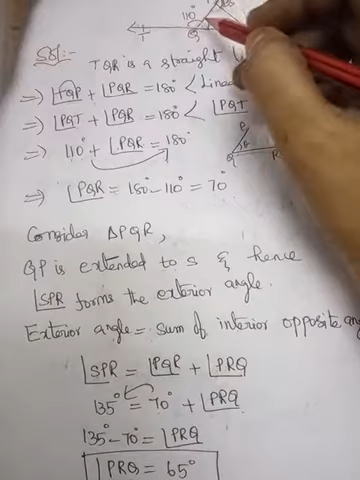 110°
T
Q
Sol:-
TQR is a straight
⇒ ∠TQP + ∠PQR = 180°
⇒ ∠PQT + ∠PQR = 180° ∠PQT
⇒ 110° + ∠PQR = 180°
P
Q R
⇒ ∠PQR = 180° - 110° = 70°
Consider ΔPQR,
QP is extended to S & hence
∠SPR forms the exterior angle.
Exterior angle = Sum of interior opposite
∠SPR = ∠PQR + ∠PRQ
135° = 70° + ∠PRQ
135° - 70° = ∠PRQ
∠PRQ = 65°